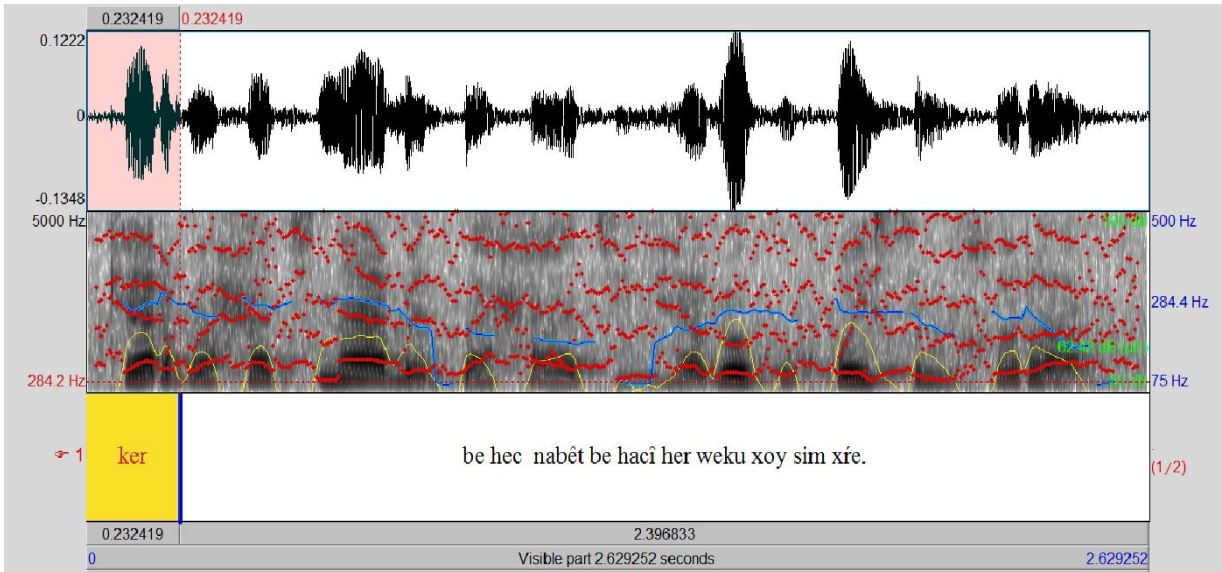 0.232419 0.232419
0.1222
0
-0.1348
5000 Hz 500 Hz
284.4 Hz
284.2 Hz 75 Hz
☞ 1 ker be hec nabêt be hacî her weku xoy sim xŕe.
(1/2)
0.232419 2.396833
0 Visible part 2.629252 seconds 2.629252